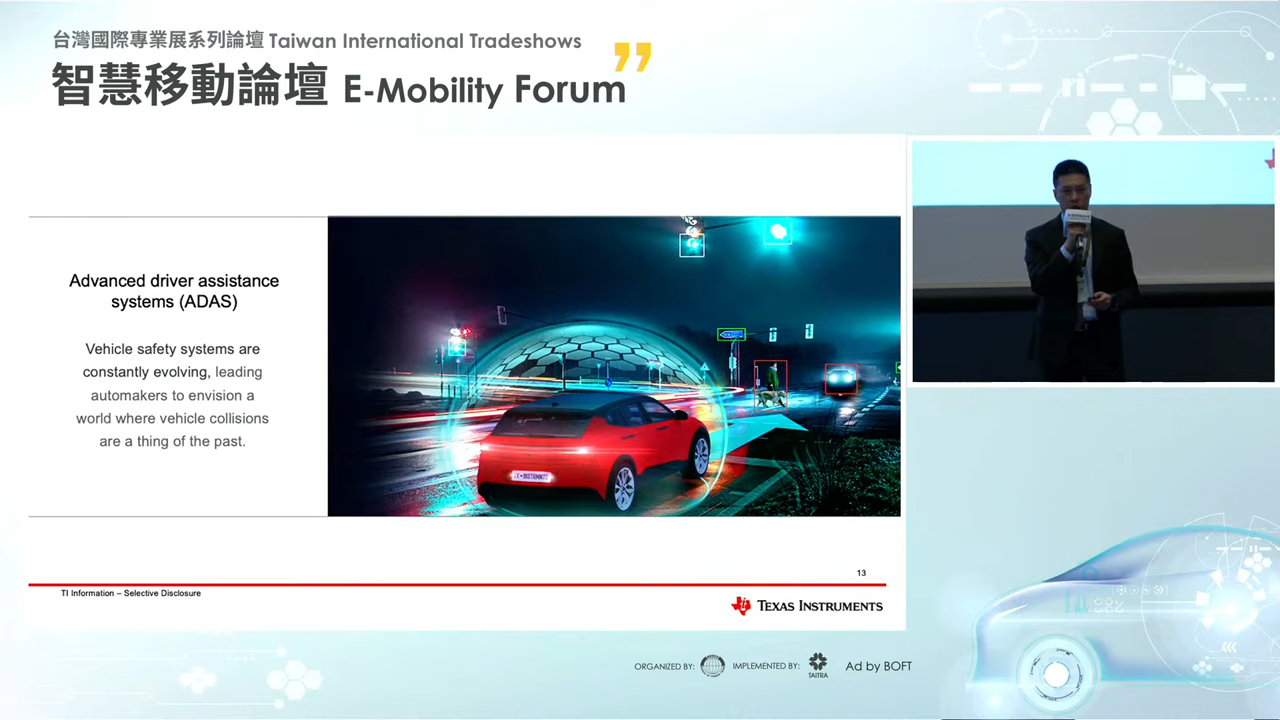 台灣國際專業展系列論壇 Taiwan International Tradeshows
智慧移動論壇 E-Mobility Forum
Advanced driver assistance
systems (ADAS)
Vehicle safety systems are
constantly evolving, leading
automakers to envision a
world where vehicle collisions
are a thing of the past.
13
TI Information – Selective Disclosure
TEXAS INSTRUMENTS
ORGANIZED BY:
IMPLEMENTED BY:
TAITRA
Ad by BOFT